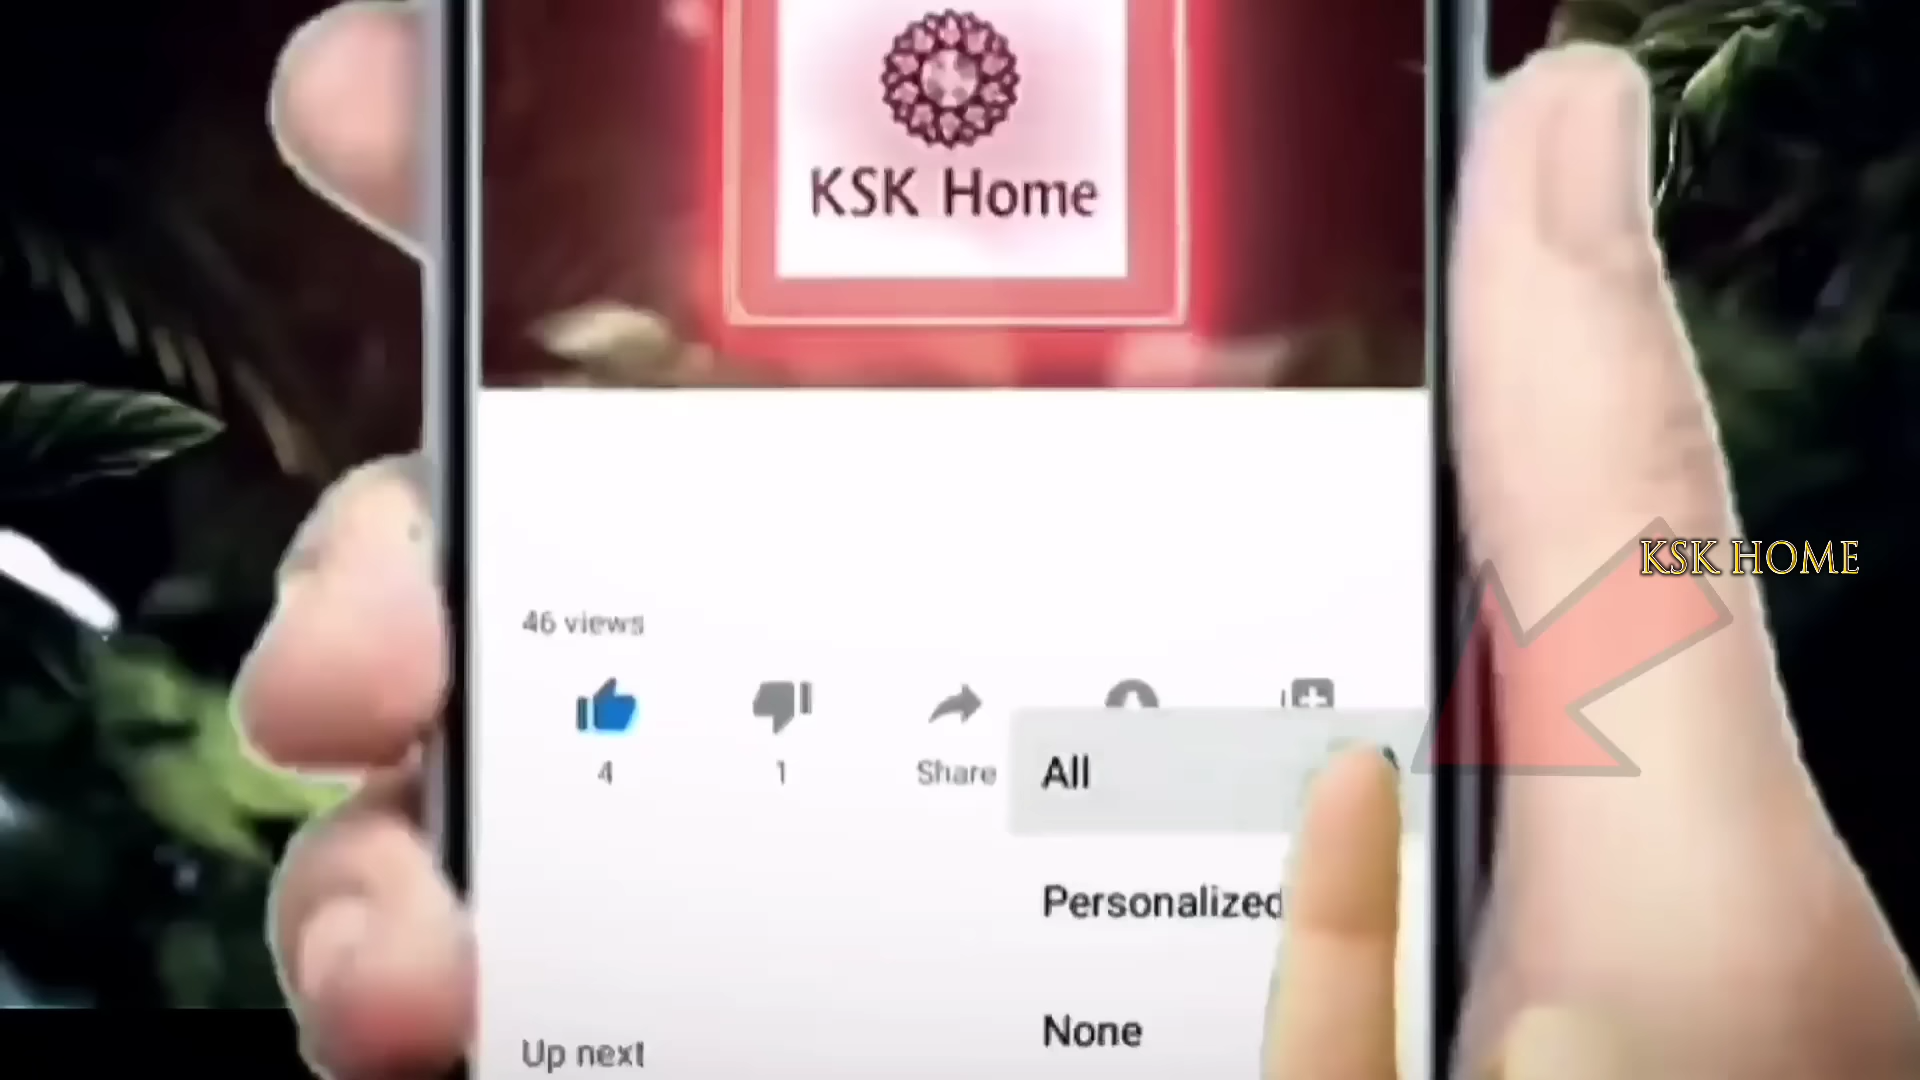 KSK Home
KSK HOME
46 views
4
1
Share
All
Personalized
None
Up next